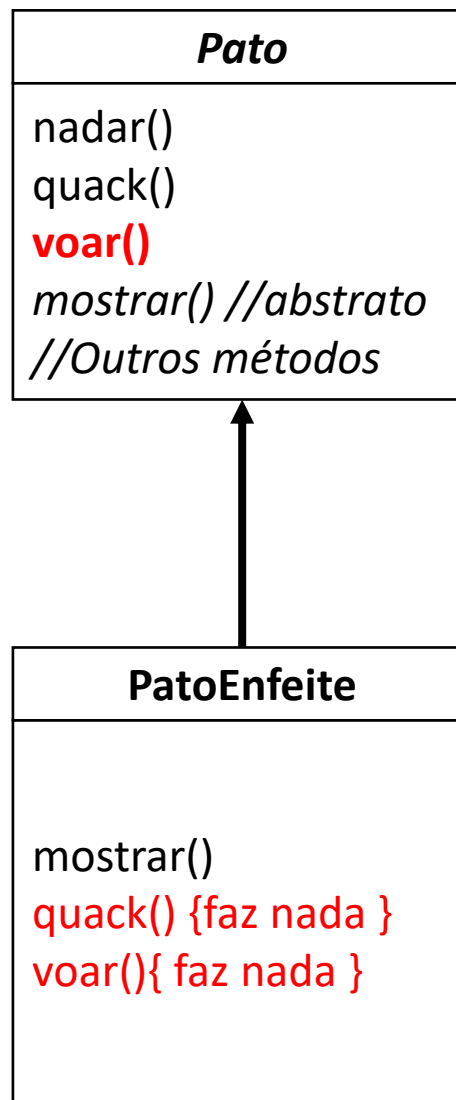 Pato
nadar()
quack()
voar()
mostrar() //abstrato
//Outros métodos
PatoEnfeite
mostrar()
quack() {faz nada }
voar(){ faz nada }